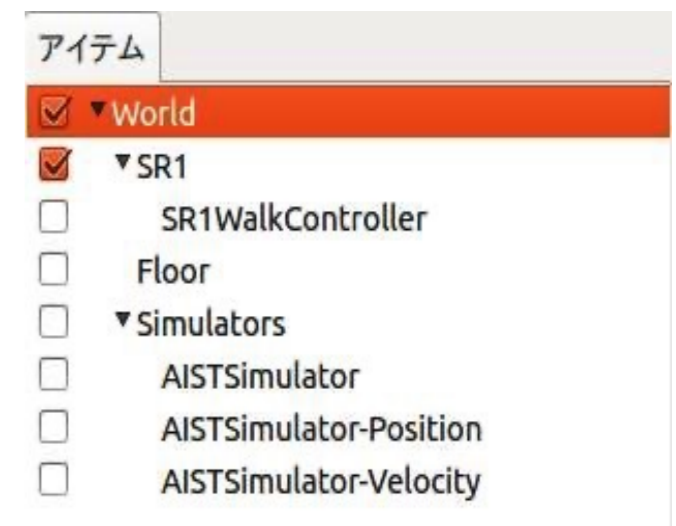 アイテム
World
SR1
SR1WalkController
Floor
Simulators
AISTSimulator
AISTSimulator-Position
AISTSimulator-Velocity